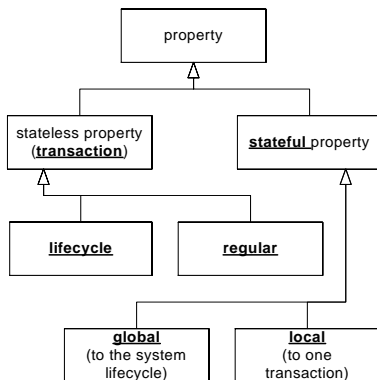 property
stateless property
(transaction)
stateful property
lifecycle
regular
global
(to the system
lifecycle)
local
(to one
transaction)